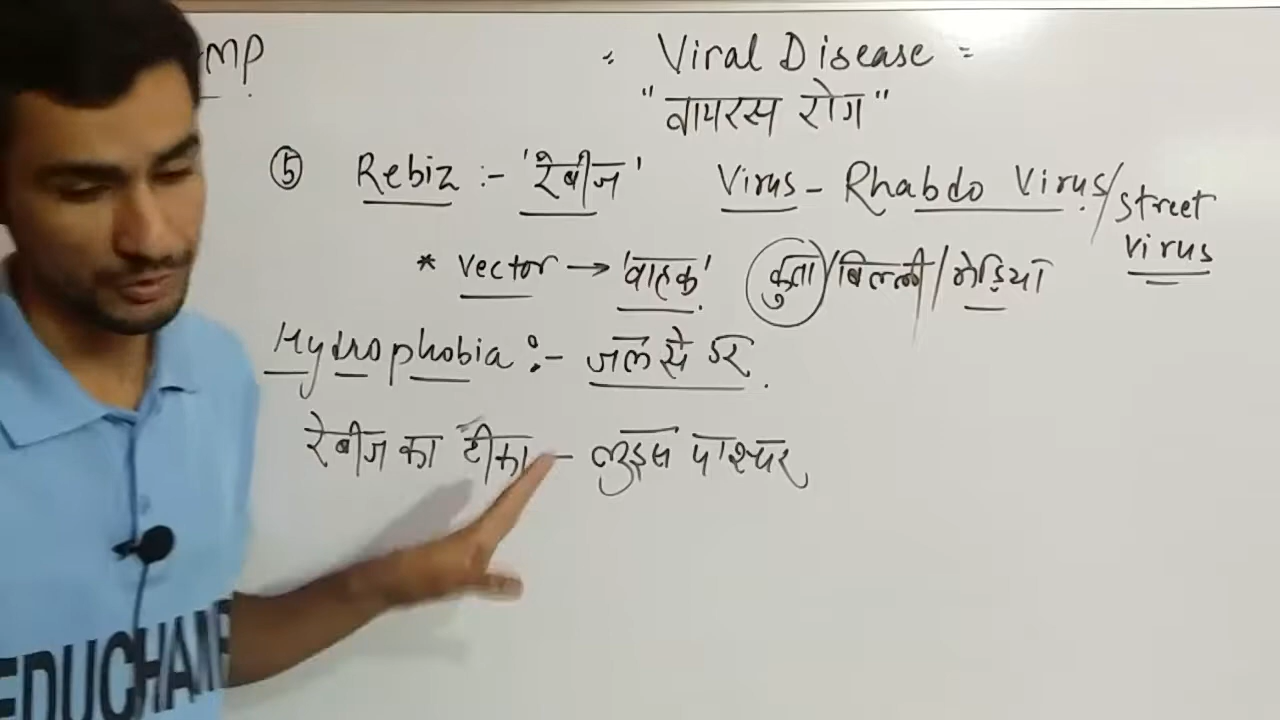 MP
Viral Disease =
"वायरस रोग"
⑤ Rebiz :- 'रेबीज' Virus - Rhabdo Virus/Street Virus
* Vector → 'वाहक' कुत्ता/बिल्ली/भेड़िया
Hydrophobia :- जल से डर.
रेबीज का टीका - लुइस पाश्चर
EDUCHAM